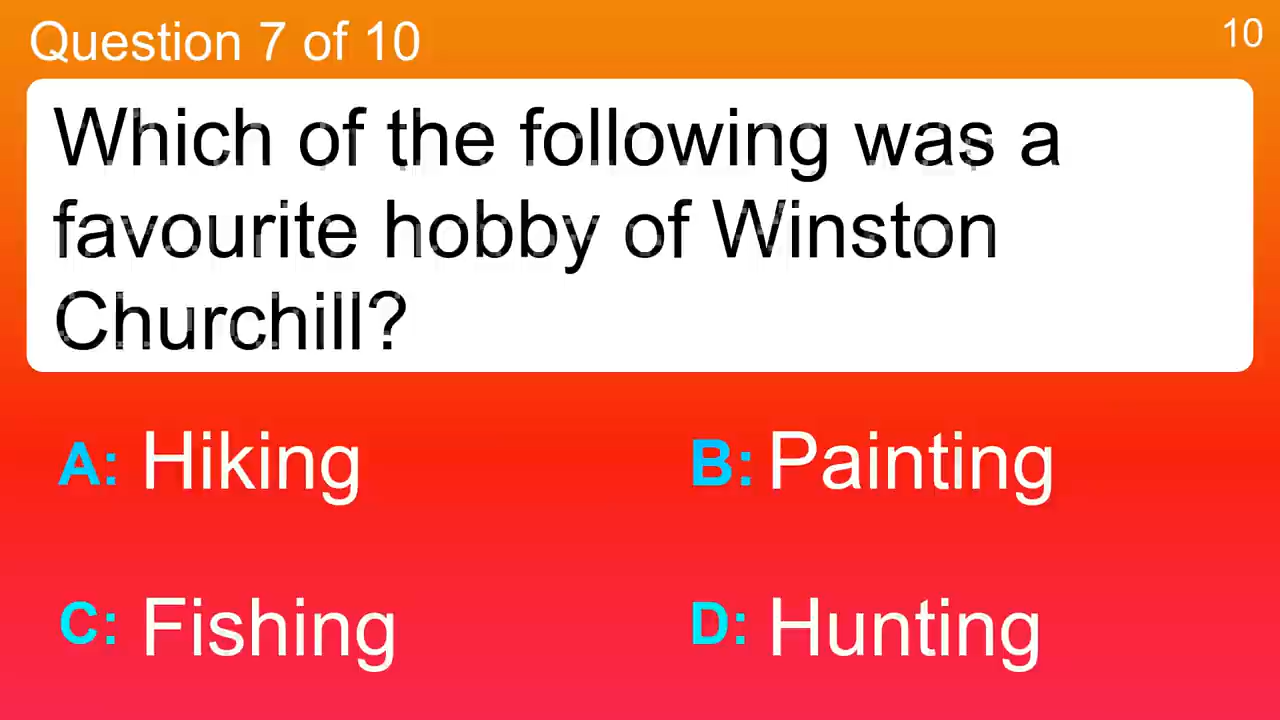 Question 7 of 10
10
Which of the following was a
favourite hobby of Winston
Churchill?
A: Hiking
B: Painting
C: Fishing
D: Hunting